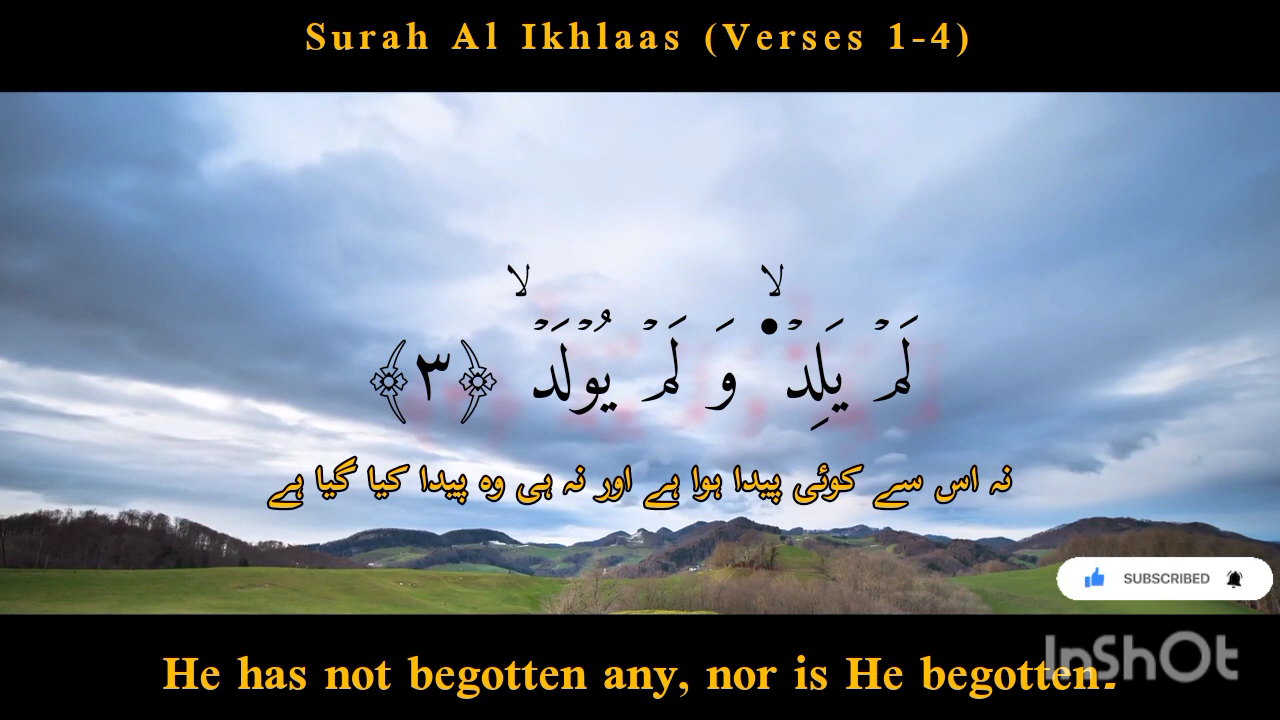 Surah Al Ikhlaas (Verses 1-4)
لَمۡ یَلِدۡ ۙ۬ وَ لَمۡ یُوۡلَدۡ ۙ﴿۳﴾
نہ اس سے کوئی پیدا ہوا ہے اور نہ ہی وہ پیدا کیا گیا ہے
SUBSCRIBED
He has not begotten any, nor is He begotten.
InShOt